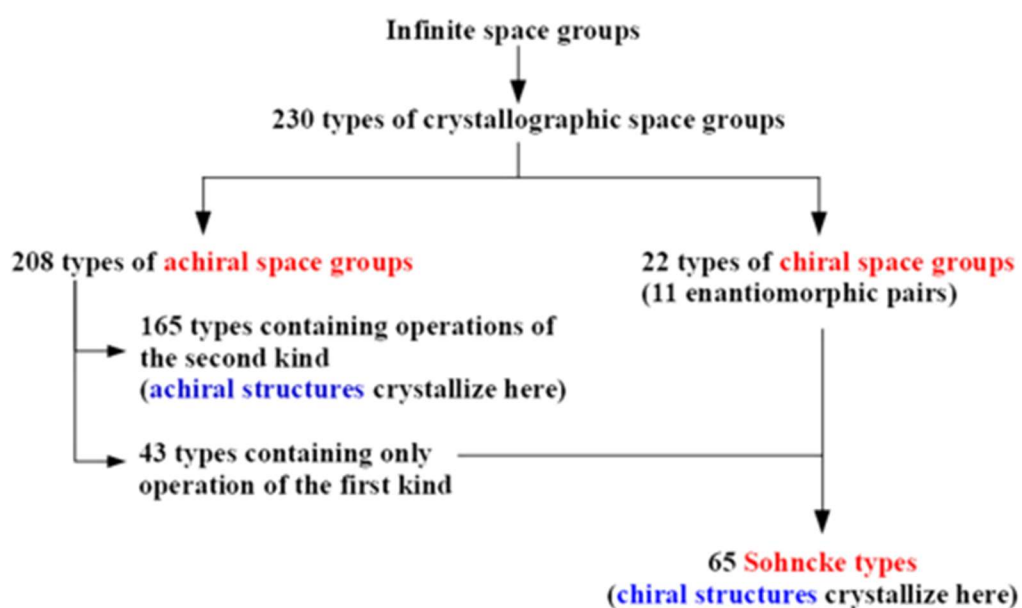 Infinite space groups
230 types of crystallographic space groups
208 types of achiral space groups
22 types of chiral space groups
(11 enantiomorphic pairs)
165 types containing operations of
the second kind
(achiral structures crystallize here)
43 types containing only
operation of the first kind
65 Sohncke types
(chiral structures crystallize here)